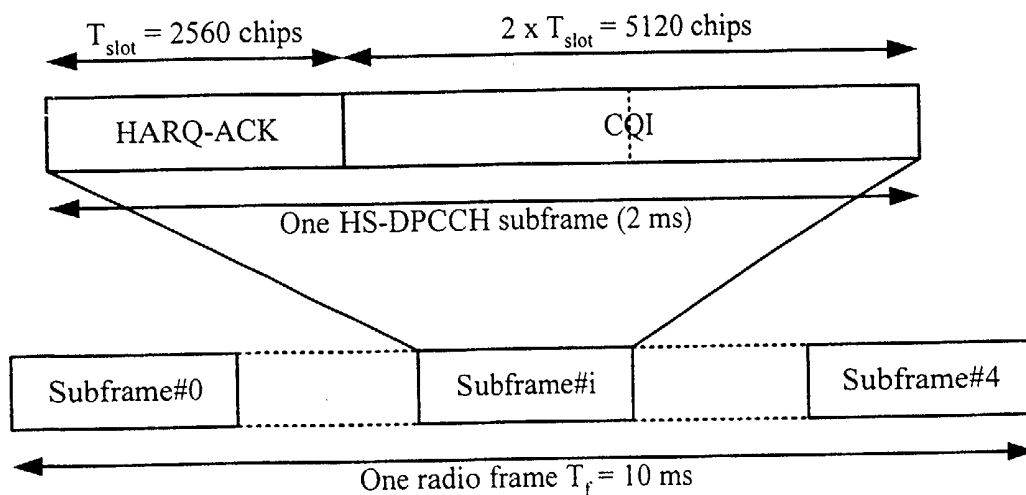 T_slot = 2560 chips
2 x T_slot = 5120 chips
HARQ-ACK
CQI
One HS-DPCCH subframe (2 ms)
Subframe#0
Subframe#i
Subframe#4
One radio frame T_f = 10 ms